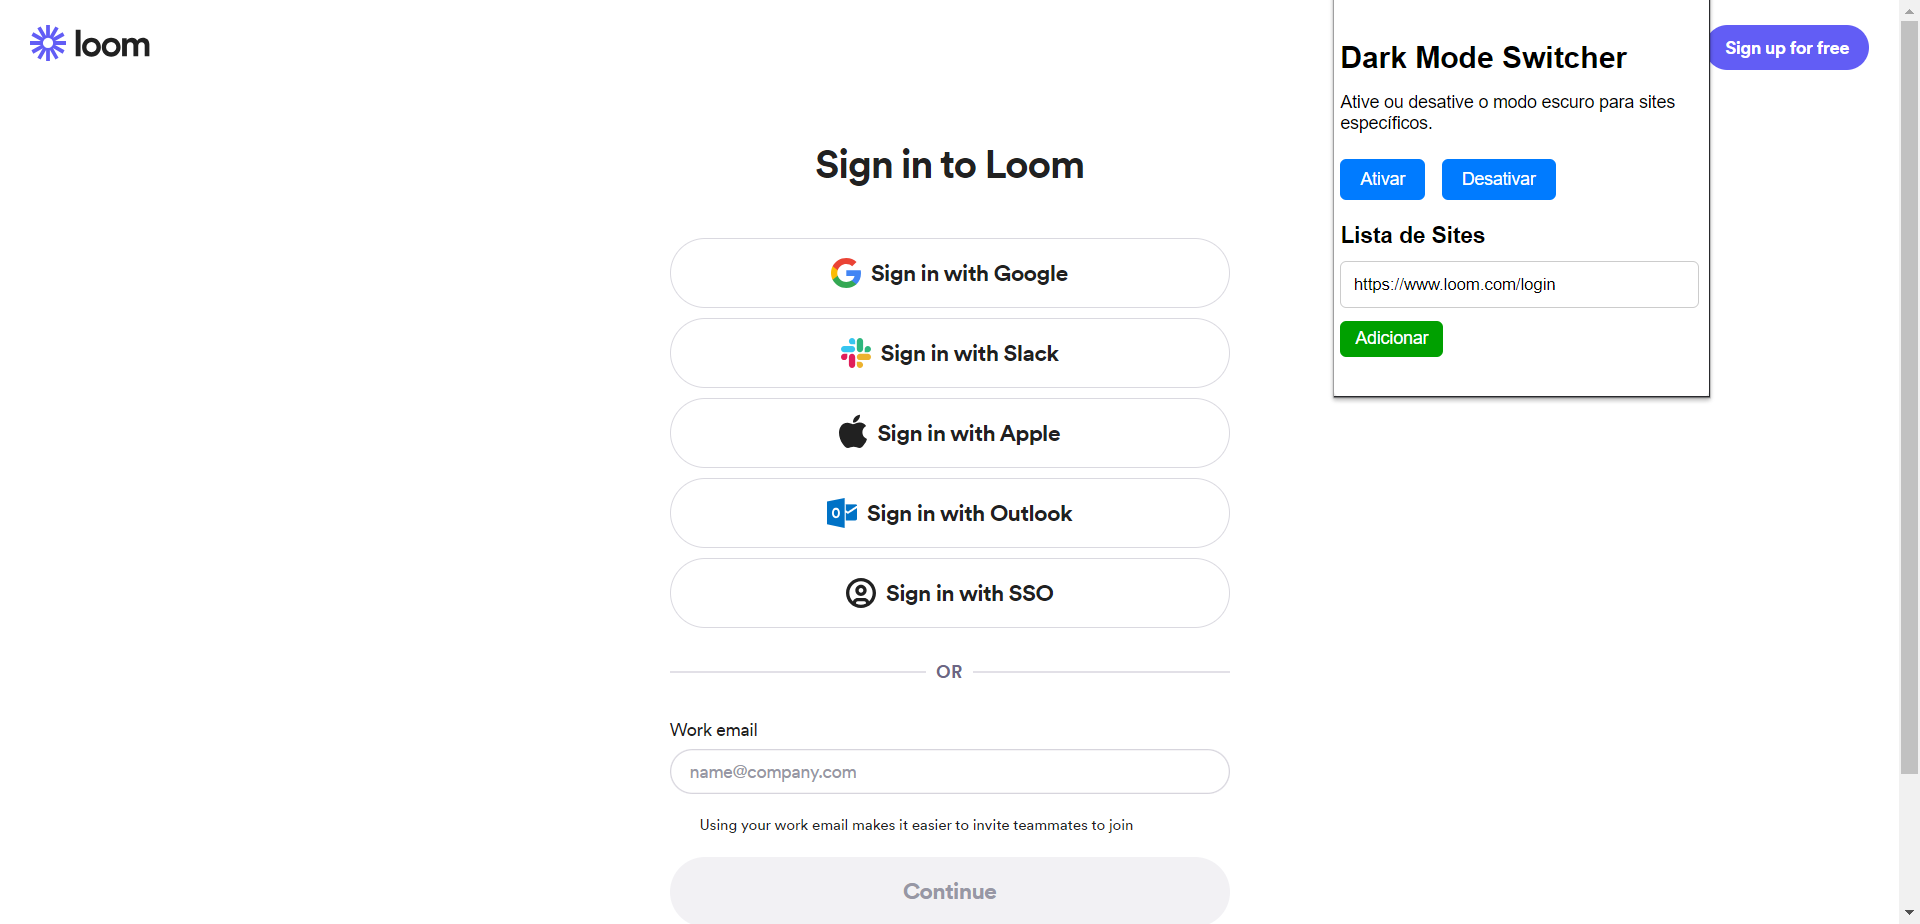 loom
Sign in to Loom
Sign in with Google
Sign in with Slack
Sign in with Apple
Sign in with Outlook
Sign in with SSO
OR
Work email
name@company.com
Using your work email makes it easier to invite teammates to join
Continue
Dark Mode Switcher
Ative ou desative o modo escuro para sites
específicos.
Ativar
Desativar
Lista de Sites
https://www.loom.com/login
Adicionar
Sign up for free